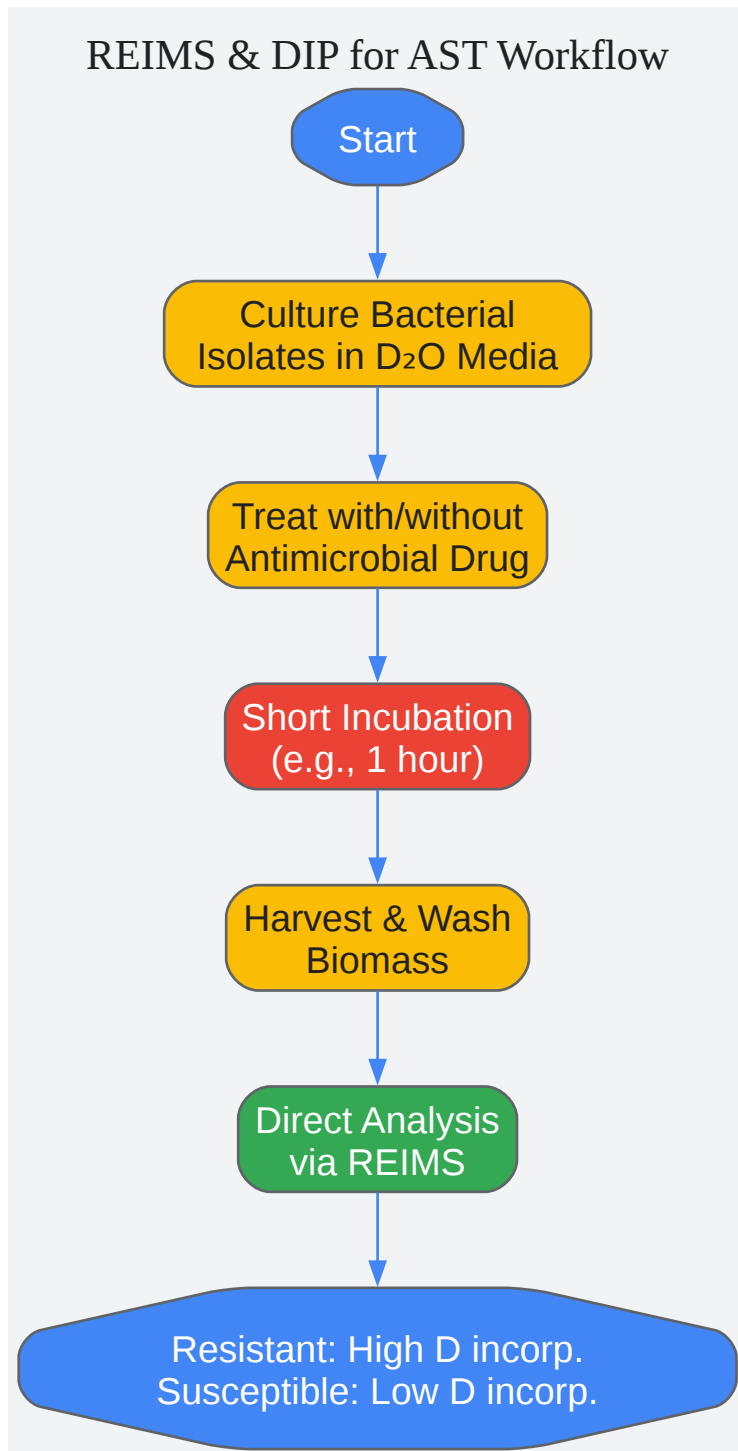 REIMS & DIP for AST Workflow
Start
Culture Bacterial
Isolates in D₂O Media
Treat with/without
Antimicrobial Drug
Short Incubation
(e.g., 1 hour)
Harvest & Wash
Biomass
Direct Analysis
via REIMS
Resistant: High D incorp.
Susceptible: Low D incorp.